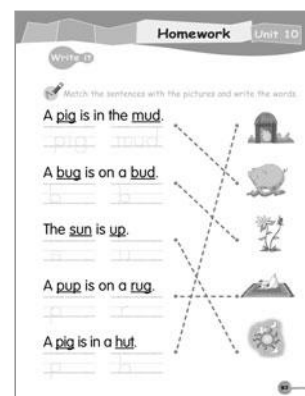 Homework Unit 10
Write it
Match the sentences with the pictures and write the words.
A pig is in the mud.
pig mud
A bug is on a bud.
b b
The sun is up.
s u
A pup is on a rug.
p r
A pig is in a hut.
p h
87